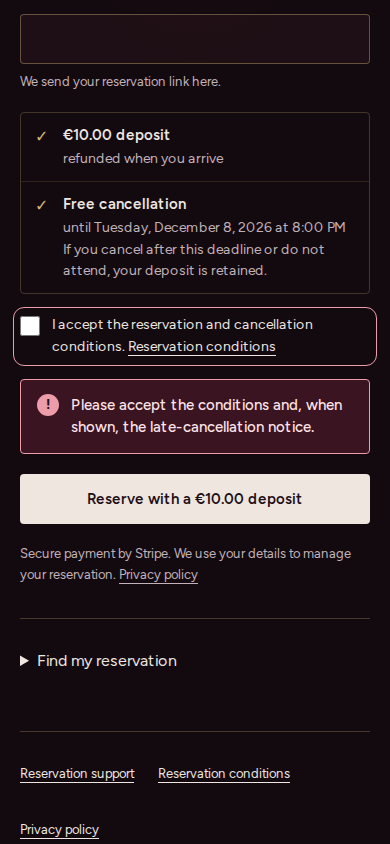 We send your reservation link here.
✓ €10.00 deposit
refunded when you arrive
✓ Free cancellation
until Tuesday, December 8, 2026 at 8:00 PM
If you cancel after this deadline or do not
attend, your deposit is retained.
I accept the reservation and cancellation
conditions. Reservation conditions
! Please accept the conditions and, when
shown, the late-cancellation notice.
Reserve with a €10.00 deposit
Secure payment by Stripe. We use your details to manage
your reservation. Privacy policy
Find my reservation
Reservation support Reservation conditions
Privacy policy